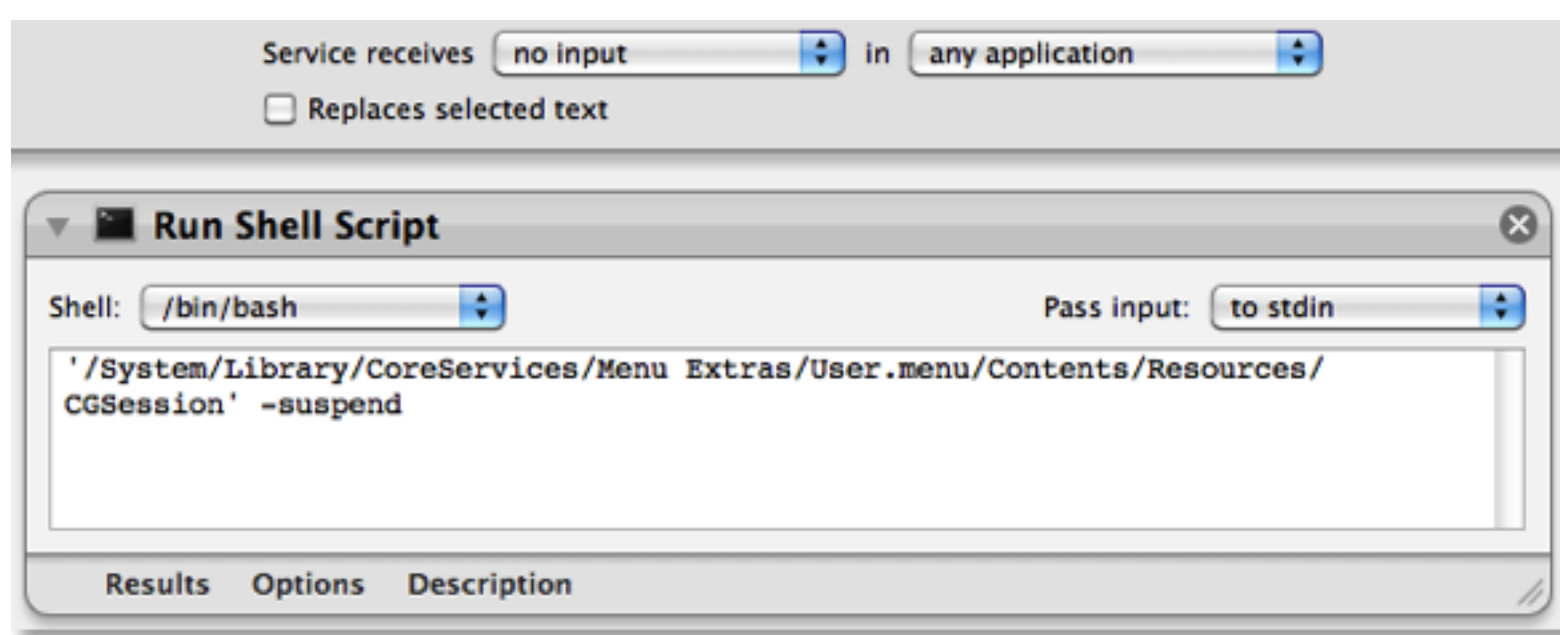 Service receives no input in any application
Replaces selected text
Run Shell Script
Shell: /bin/bash Pass input: to stdin
'/System/Library/CoreServices/Menu Extras/User.menu/Contents/Resources/
CGSession' -suspend
Results Options Description